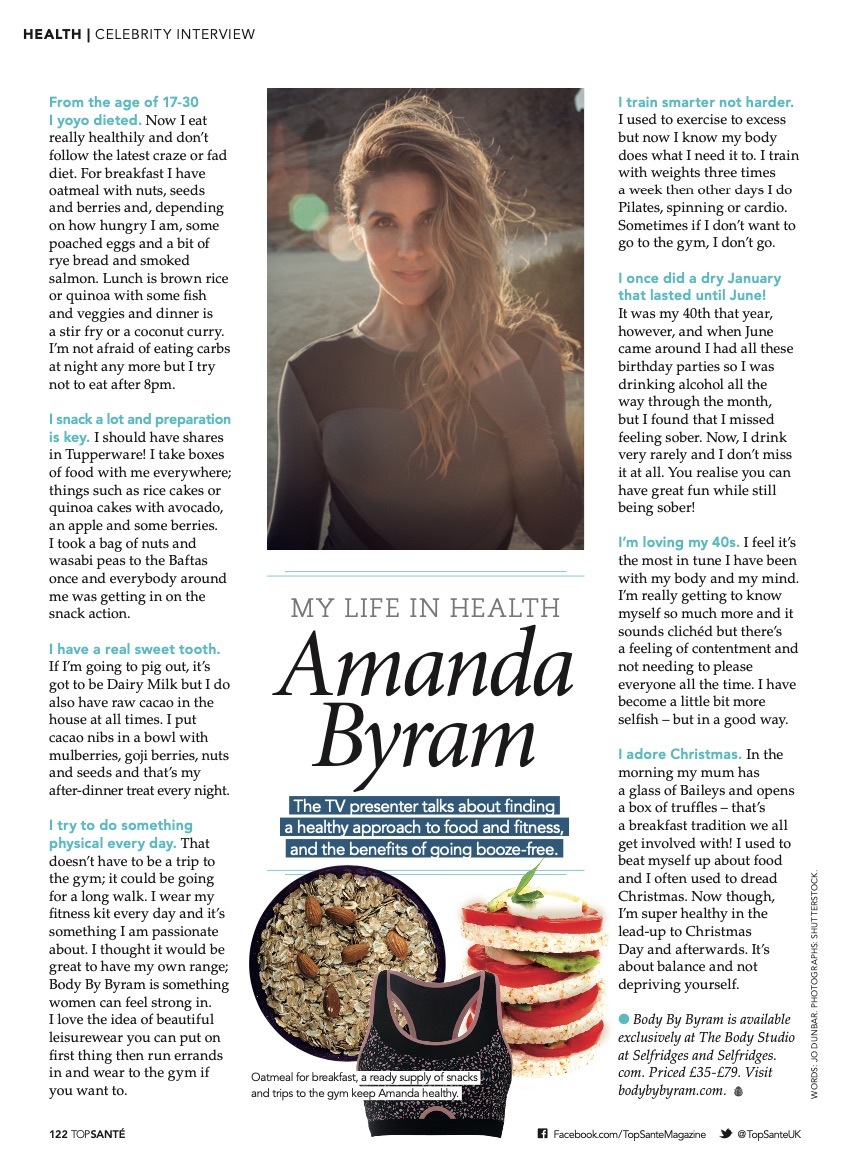 HEALTH | CELEBRITY INTERVIEW
From the age of 17-30
I yoyo dieted. Now I eat
really healthily and don’t
follow the latest craze or fad
diet. For breakfast I have
oatmeal with nuts, seeds
and berries and, depending
on how hungry I am, some
poached eggs and a bit of
rye bread and smoked
salmon. Lunch is brown rice
or quinoa with some fish
and veggies and dinner is
a stir fry or a coconut curry.
I’m not afraid of eating carbs
at night any more but I try
not to eat after 8pm.
I snack a lot and preparation
is key. I should have shares
in Tupperware! I take boxes
of food with me everywhere;
things such as rice cakes or
quinoa cakes with avocado,
an apple and some berries.
I took a bag of nuts and
wasabi peas to the Baftas
once and everybody around
me was getting in on the
snack action.
I have a real sweet tooth.
If I’m going to pig out, it’s
got to be Dairy Milk but I do
also have raw cacao in the
house at all times. I put
cacao nibs in a bowl with
mulberries, goji berries, nuts
and seeds and that’s my
after-dinner treat every night.
I try to do something
physical every day. That
doesn’t have to be a trip to
the gym; it could be going
for a long walk. I wear my
fitness kit every day and it’s
something I am passionate
about. I thought it would be
great to have my own range;
Body By Byram is something
women can feel strong in.
I love the idea of beautiful
leisurewear you can put on
first thing then run errands
in and wear to the gym if
you want to.
MY LIFE IN HEALTH
Amanda
Byram
The TV presenter talks about finding
a healthy approach to food and fitness,
and the benefits of going booze-free.
Oatmeal for breakfast, a ready supply of snacks
and trips to the gym keep Amanda healthy.
I train smarter not harder.
I used to exercise to excess
but now I know my body
does what I need it to. I train
with weights three times
a week then other days I do
Pilates, spinning or cardio.
Sometimes if I don’t want to
go to the gym, I don’t go.
I once did a dry January
that lasted until June!
It was my 40th that year,
however, and when June
came around I had all these
birthday parties so I was
drinking alcohol all the
way through the month,
but I found that I missed
feeling sober. Now, I drink
very rarely and I don’t miss
it at all. You realise you can
have great fun while still
being sober!
I’m loving my 40s. I feel it’s
the most in tune I have been
with my body and my mind.
I’m really getting to know
myself so much more and it
sounds clichéd but there’s
a feeling of contentment and
not needing to please
everyone all the time. I have
become a little bit more
selfish – but in a good way.
I adore Christmas. In the
morning my mum has
a glass of Baileys and opens
a box of truffles – that’s
a breakfast tradition we all
get involved with! I used to
beat myself up about food
and I often used to dread
Christmas. Now though,
I’m super healthy in the
lead-up to Christmas
Day and afterwards. It’s
about balance and not
depriving yourself.
● Body By Byram is available
exclusively at The Body Studio
at Selfridges and Selfridges.
com. Priced £35-£79. Visit
bodybybyram.com.
WORDS: JO DUNBAR. PHOTOGRAPHS: SHUTTERSTOCK.
122 TOPSANTÉ
Facebook.com/TopSanteMagazine
@TopSanteUK